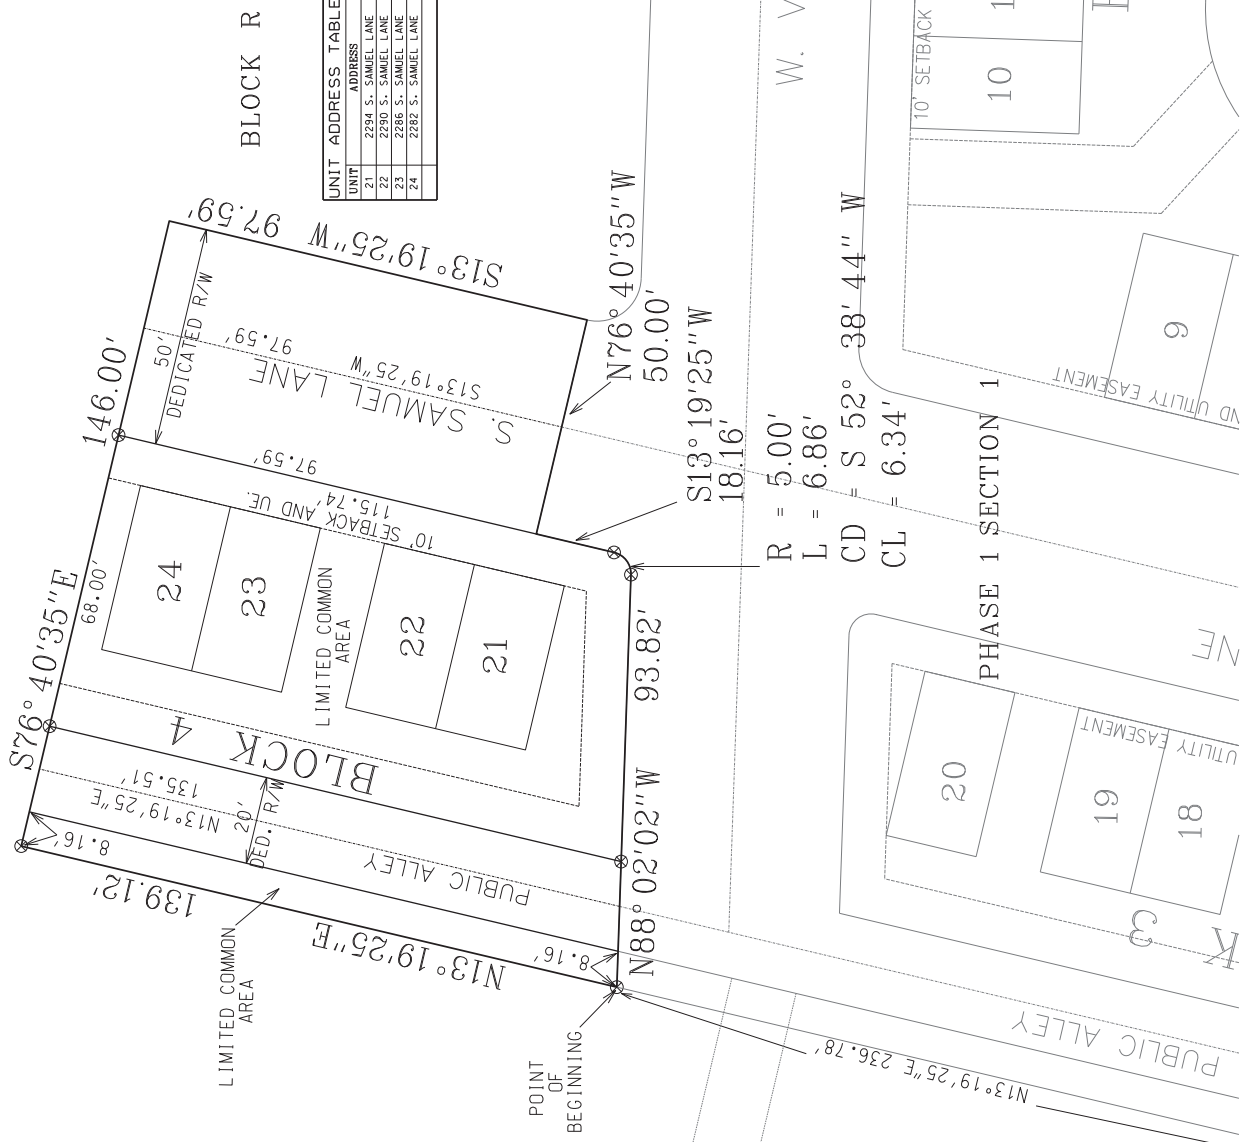 BLOCK R
UNIT ADDRESS TABLE
UNIT ADDRESS
21 2294 S. SAMUEL LANE
22 2290 S. SAMUEL LANE
23 2286 S. SAMUEL LANE
24 2282 S. SAMUEL LANE
S76°40'35"E
146.00'
68.00'
S13°19'25"W 97.59'
50'
DEDICATED R/W
97.59'
S13°19'25"W
S. SAMUEL LANE
97.59'
115.74'
10' SETBACK AND UE.
24
23
22
21
LIMITED COMMON
AREA
BLOCK 4
N13°19'25"E
135.51'
20'
DED. R/W
PUBLIC ALLEY
8.16'
8.16'
N13°19'25"E
139.12'
LIMITED COMMON
AREA
POINT
OF
BEGINNING
N88°02'02"W
93.82'
N76°40'35"W
50.00'
S13°19'25"W
18.16'
R = 5.00'
L = 6.86'
CD = S 52° 38' 44" W
CL = 6.34'
PHASE 1 SECTION 1
W. V
10' SETBACK
10
1
9
ND UTILITY EASEMENT
NE
20
19
18
UTILITY EASEMENT
K 3
PUBLIC ALLEY
N13°19'25"E 236.78'